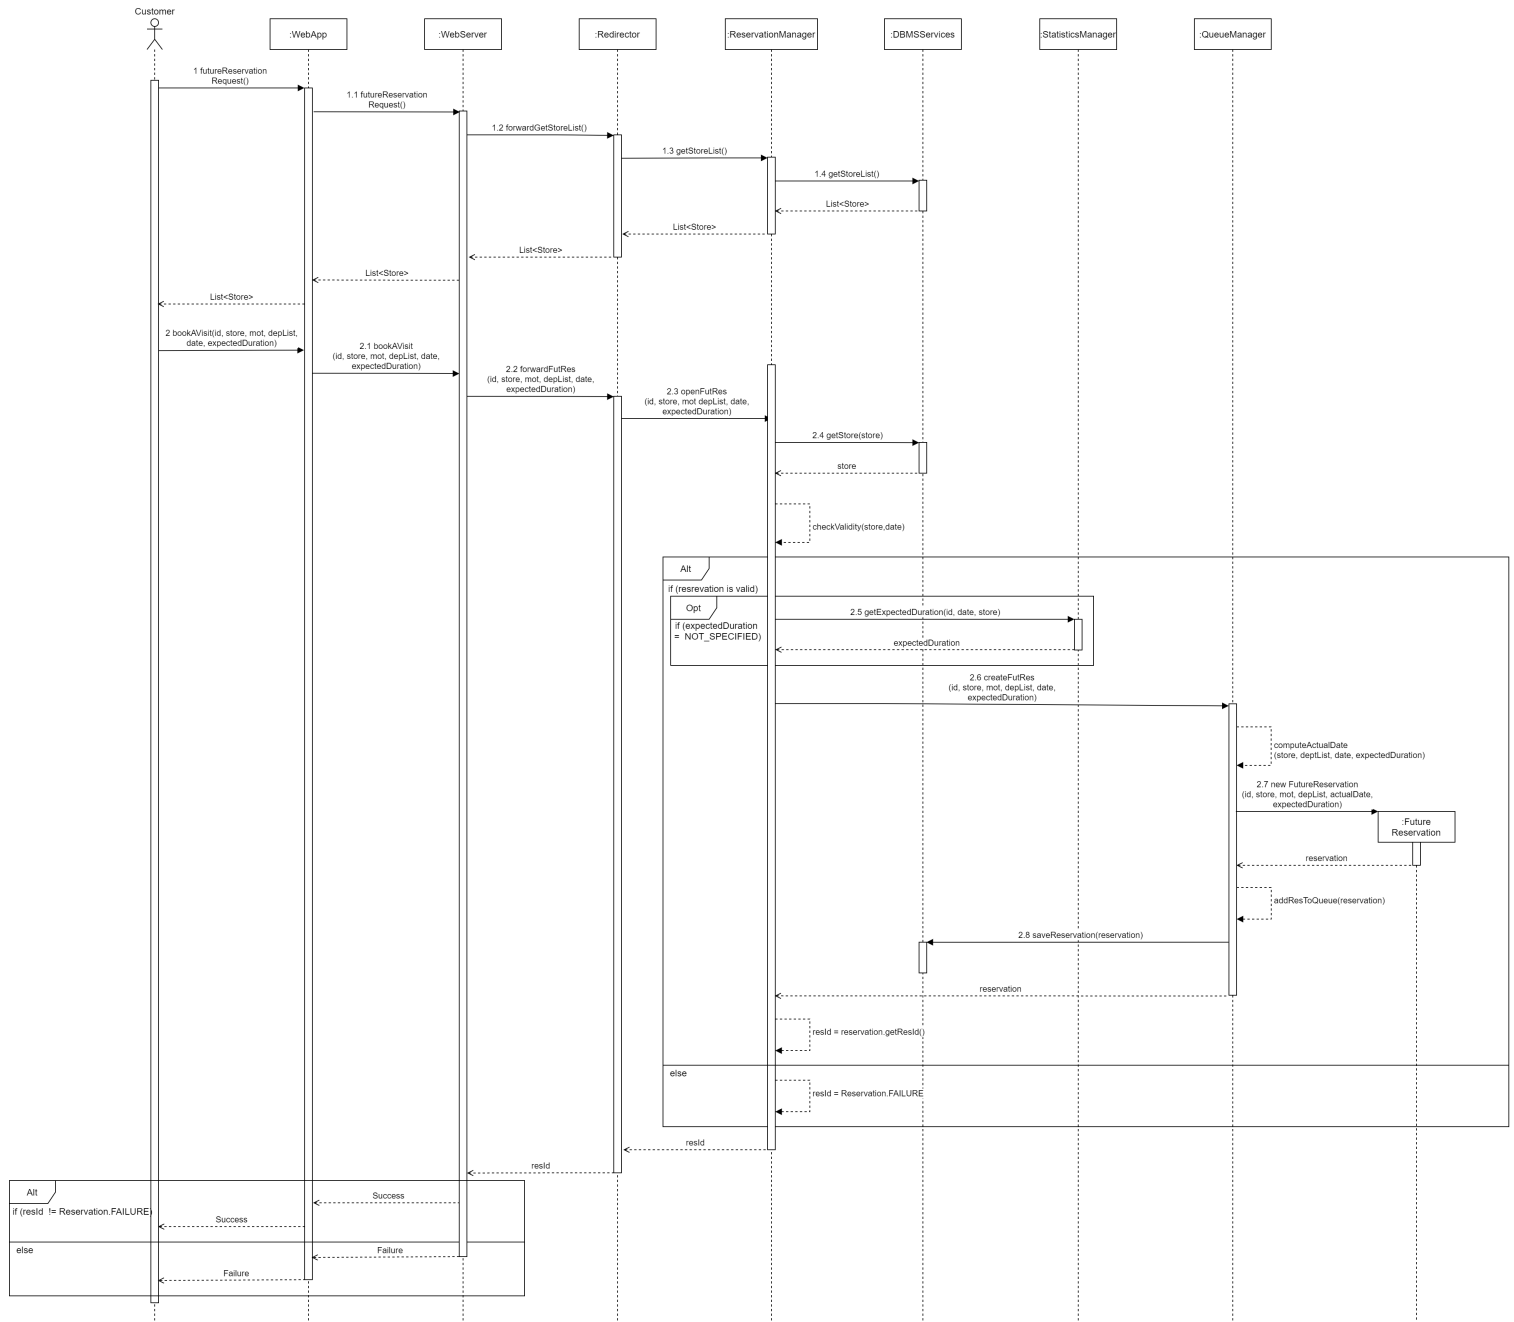 Customer
:WebApp
:WebServer
:Redirector
:ReservationManager
:DBMSServices
:StatisticsManager
:QueueManager
1 futureReservation
Request()
1.1 futureReservation
Request()
1.2 forwardGetStoreList()
1.3 getStoreList()
1.4 getStoreList()
List<Store>
List<Store>
List<Store>
List<Store>
List<Store>
2 bookAVisit(id, store, mot, depList,
date, expectedDuration)
2.1 bookAVisit
(id, store, mot, depList, date,
expectedDuration)
2.2 forwardFutRes
(id, store, mot, depList, date,
expectedDuration)
2.3 openFutRes
(id, store, mot depList, date,
expectedDuration)
2.4 getStore(store)
store
checkValidity(store,date)
Alt
if (resrevation is valid)
Opt
if (expectedDuration
= NOT_SPECIFIED)
2.5 getExpectedDuration(id, date, store)
expectedDuration
2.6 createFutRes
(id, store, mot, depList, date,
expectedDuration)
computeActualDate
(store, deptList, date, expectedDuration)
2.7 new FutureReservation
(id, store, mot, depList, actualDate,
expectedDuration)
:Future
Reservation
reservation
addResToQueue(reservation)
2.8 saveReservation(reservation)
reservation
resId = reservation.getResId()
else
resId = Reservation.FAILURE
resId
resId
Alt
if (resId != Reservation.FAILURE)
Success
Success
else
Failure
Failure